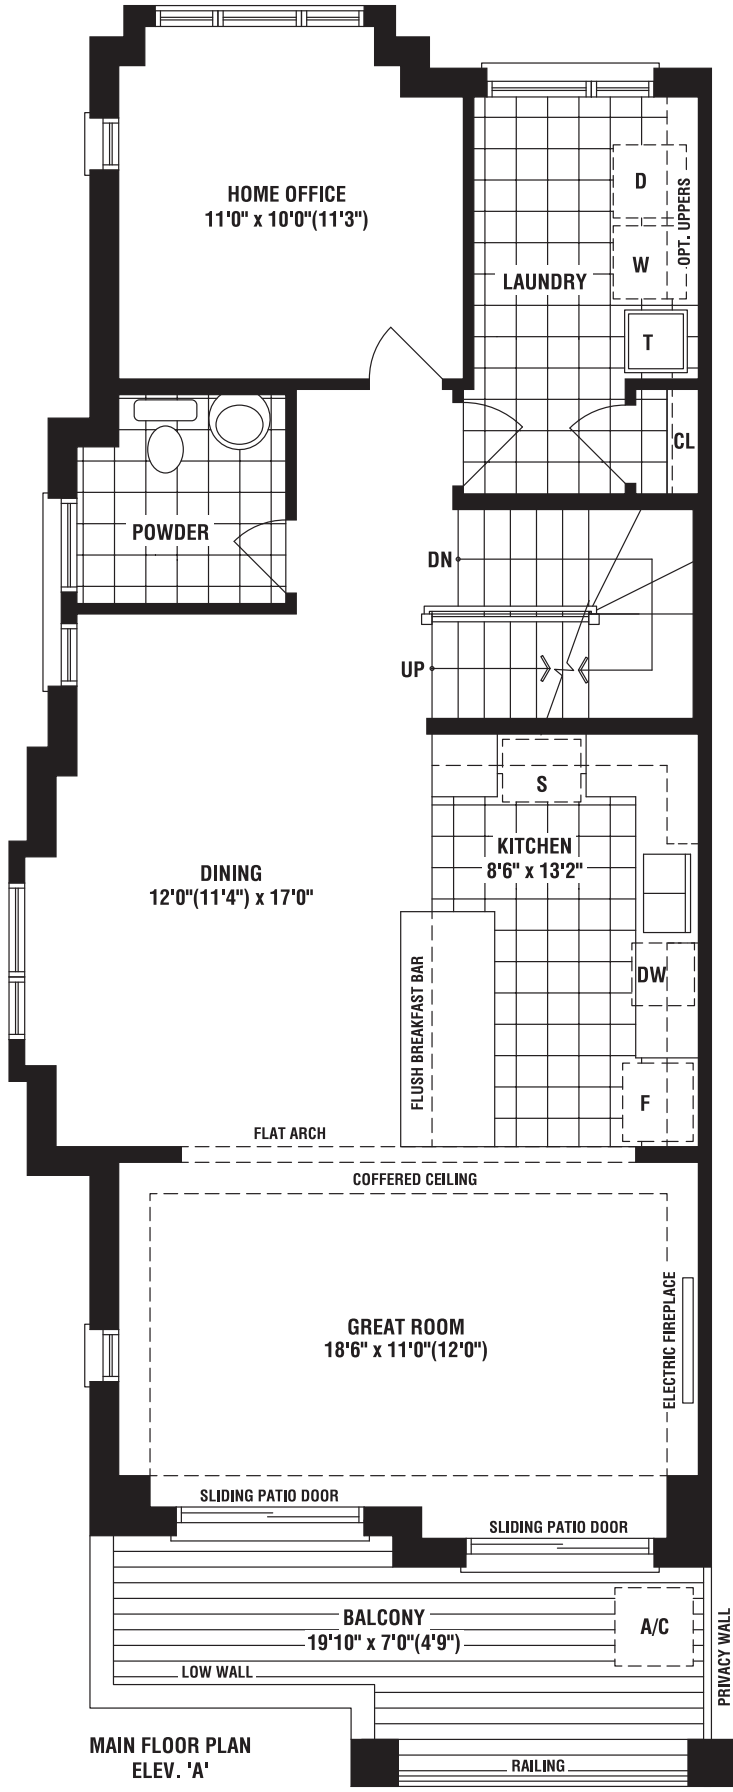 HOME OFFICE
11'0" x 10'0"(11'3")
D
OPT. UPPERS
W
LAUNDRY
T
CL
POWDER
DN
UP
S
KITCHEN
8'6" x 13'2"
DINING
12'0"(11'4") x 17'0"
FLUSH BREAKFAST BAR
DW
F
FLAT ARCH
COFFERED CEILING
GREAT ROOM
18'6" x 11'0"(12'0")
ELECTRIC FIREPLACE
SLIDING PATIO DOOR
SLIDING PATIO DOOR
BALCONY
19'10" x 7'0"(4'9")
A/C
PRIVACY WALL
LOW WALL
MAIN FLOOR PLAN
ELEV. 'A'
RAILING